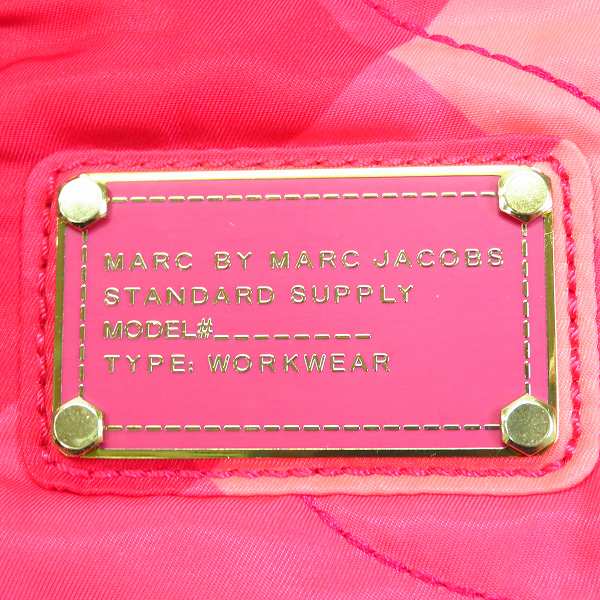 MARC BY MARC JACOBS
STANDARD SUPPLY
MODEL#________
TYPE: WORKWEAR